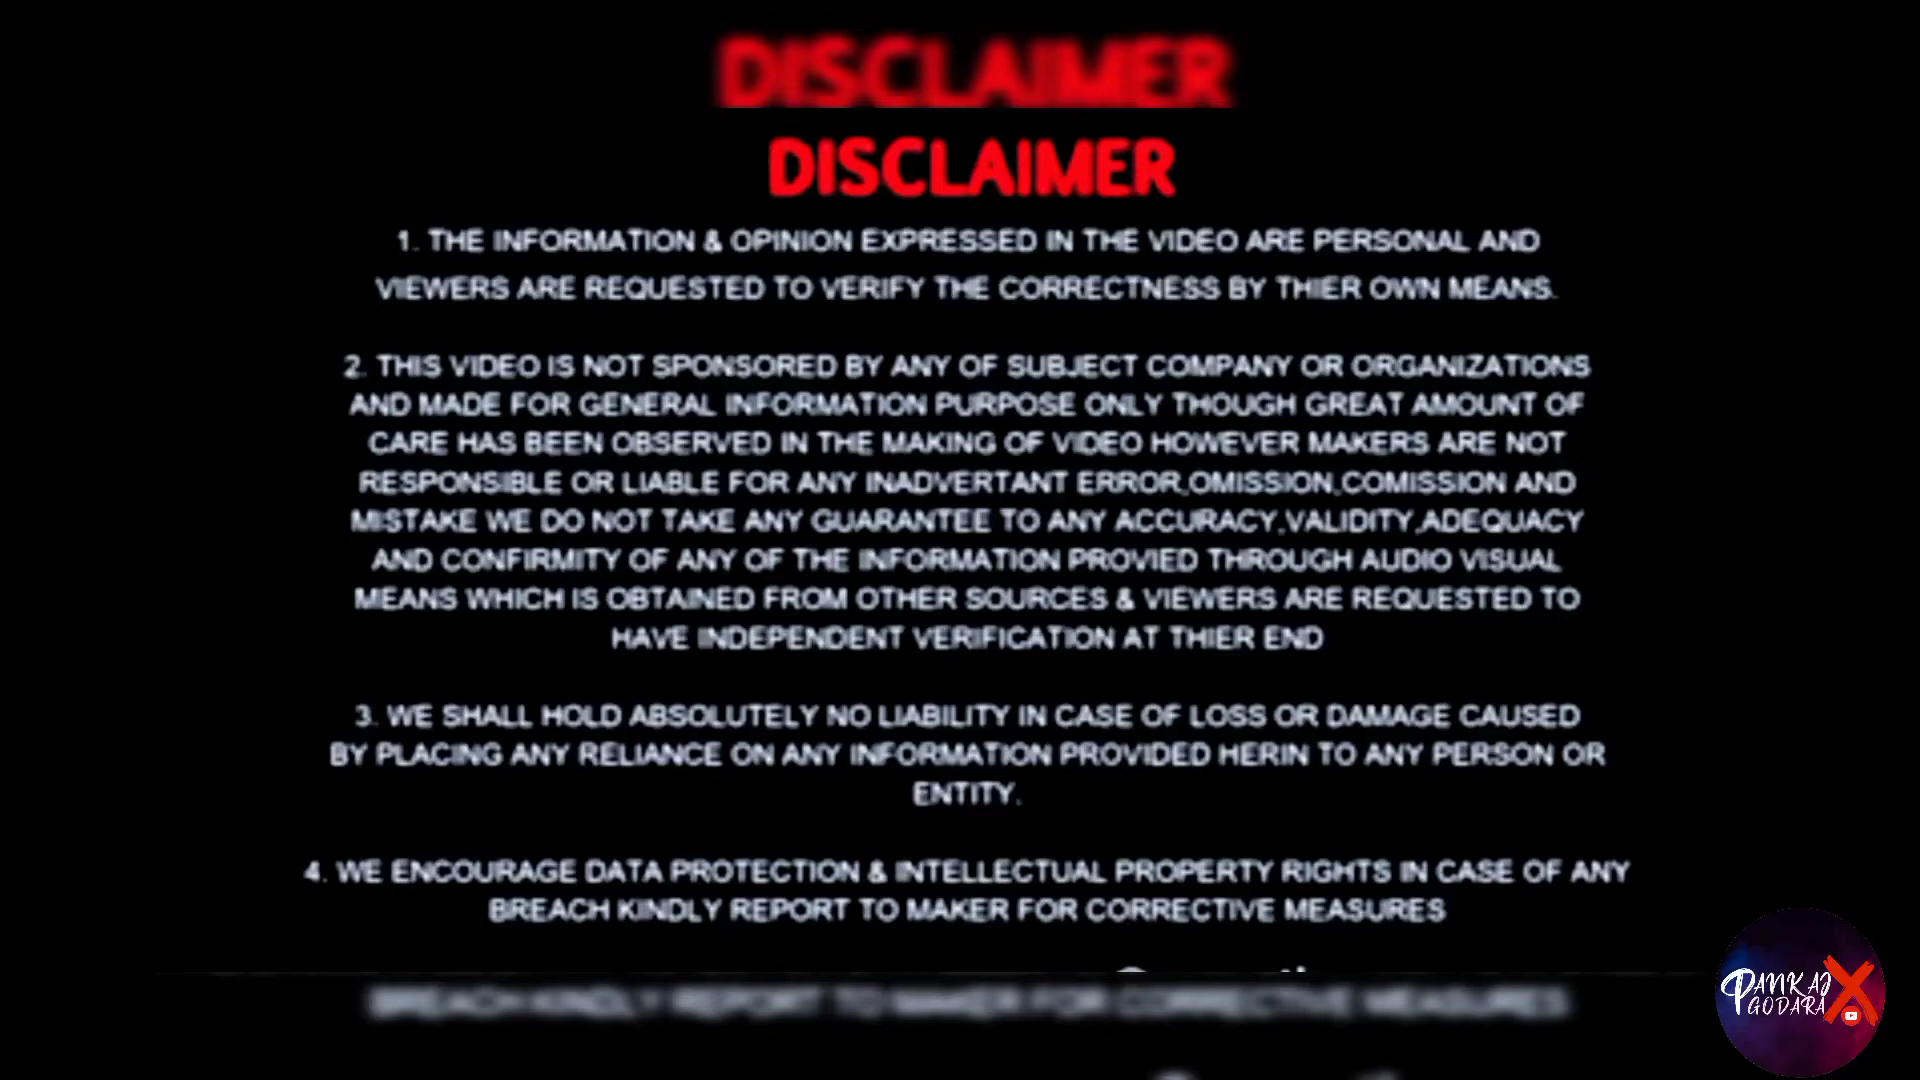 DISCLAIMER
DISCLAIMER
1. THE INFORMATION & OPINION EXPRESSED IN THE VIDEO ARE PERSONAL AND
VIEWERS ARE REQUESTED TO VERIFY THE CORRECTNESS BY THIER OWN MEANS.
2. THIS VIDEO IS NOT SPONSORED BY ANY OF SUBJECT COMPANY OR ORGANIZATIONS
AND MADE FOR GENERAL INFORMATION PURPOSE ONLY THOUGH GREAT AMOUNT OF
CARE HAS BEEN OBSERVED IN THE MAKING OF VIDEO HOWEVER MAKERS ARE NOT
RESPONSIBLE OR LIABLE FOR ANY INADVERTANT ERROR,OMISSION,COMISSION AND
MISTAKE WE DO NOT TAKE ANY GUARANTEE TO ANY ACCURACY,VALIDITY,ADEQUACY
AND CONFIRMITY OF ANY OF THE INFORMATION PROVIED THROUGH AUDIO VISUAL
MEANS WHICH IS OBTAINED FROM OTHER SOURCES & VIEWERS ARE REQUESTED TO
HAVE INDEPENDENT VERIFICATION AT THIER END
3. WE SHALL HOLD ABSOLUTELY NO LIABILITY IN CASE OF LOSS OR DAMAGE CAUSED
BY PLACING ANY RELIANCE ON ANY INFORMATION PROVIDED HERIN TO ANY PERSON OR
ENTITY.
4. WE ENCOURAGE DATA PROTECTION & INTELLECTUAL PROPERTY RIGHTS IN CASE OF ANY
BREACH KINDLY REPORT TO MAKER FOR CORRECTIVE MEASURES
BREACH KINDLY REPORT TO MAKER FOR CORRECTIVE MEASURES
PANKAJ
GODARA
X